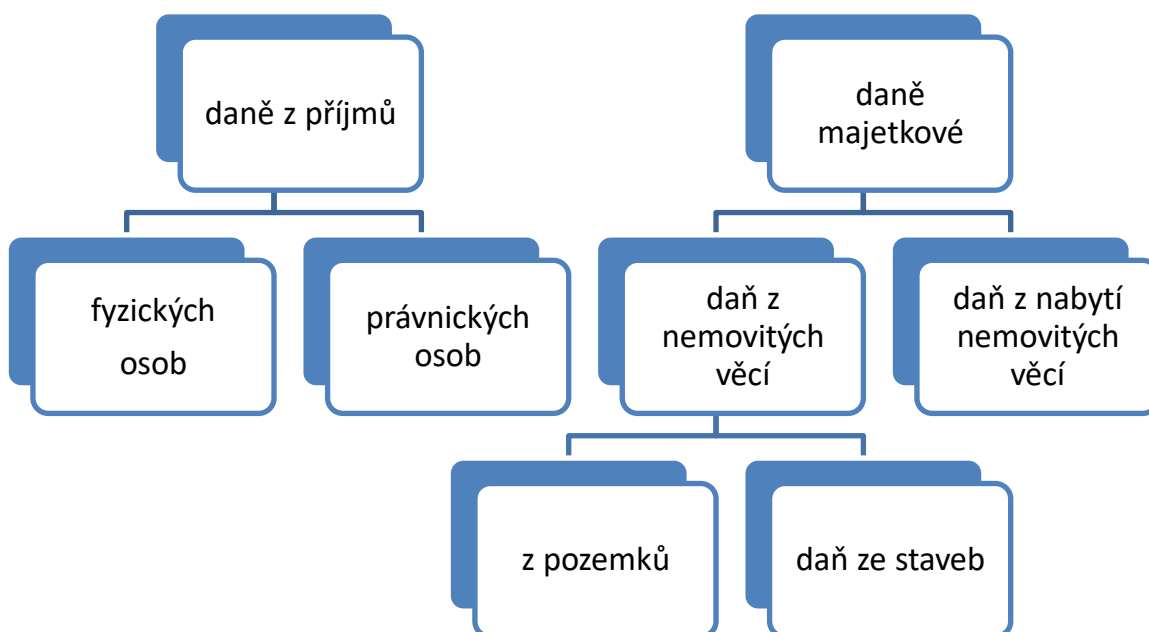 daně z příjmů
daně
majetkové
fyzických
osob
právnických
osob
daň z
nemovitých
věcí
daň z nabytí
nemovitých
věcí
z pozemků
daň ze staveb